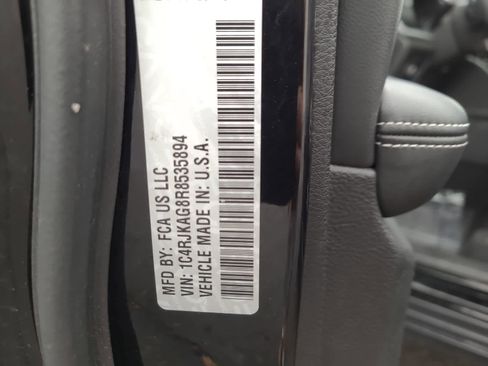 MFD BY: FCA US LLC
VIN: 1C4RJKAG8R8535894
VEHICLE MADE IN: U.S.A.